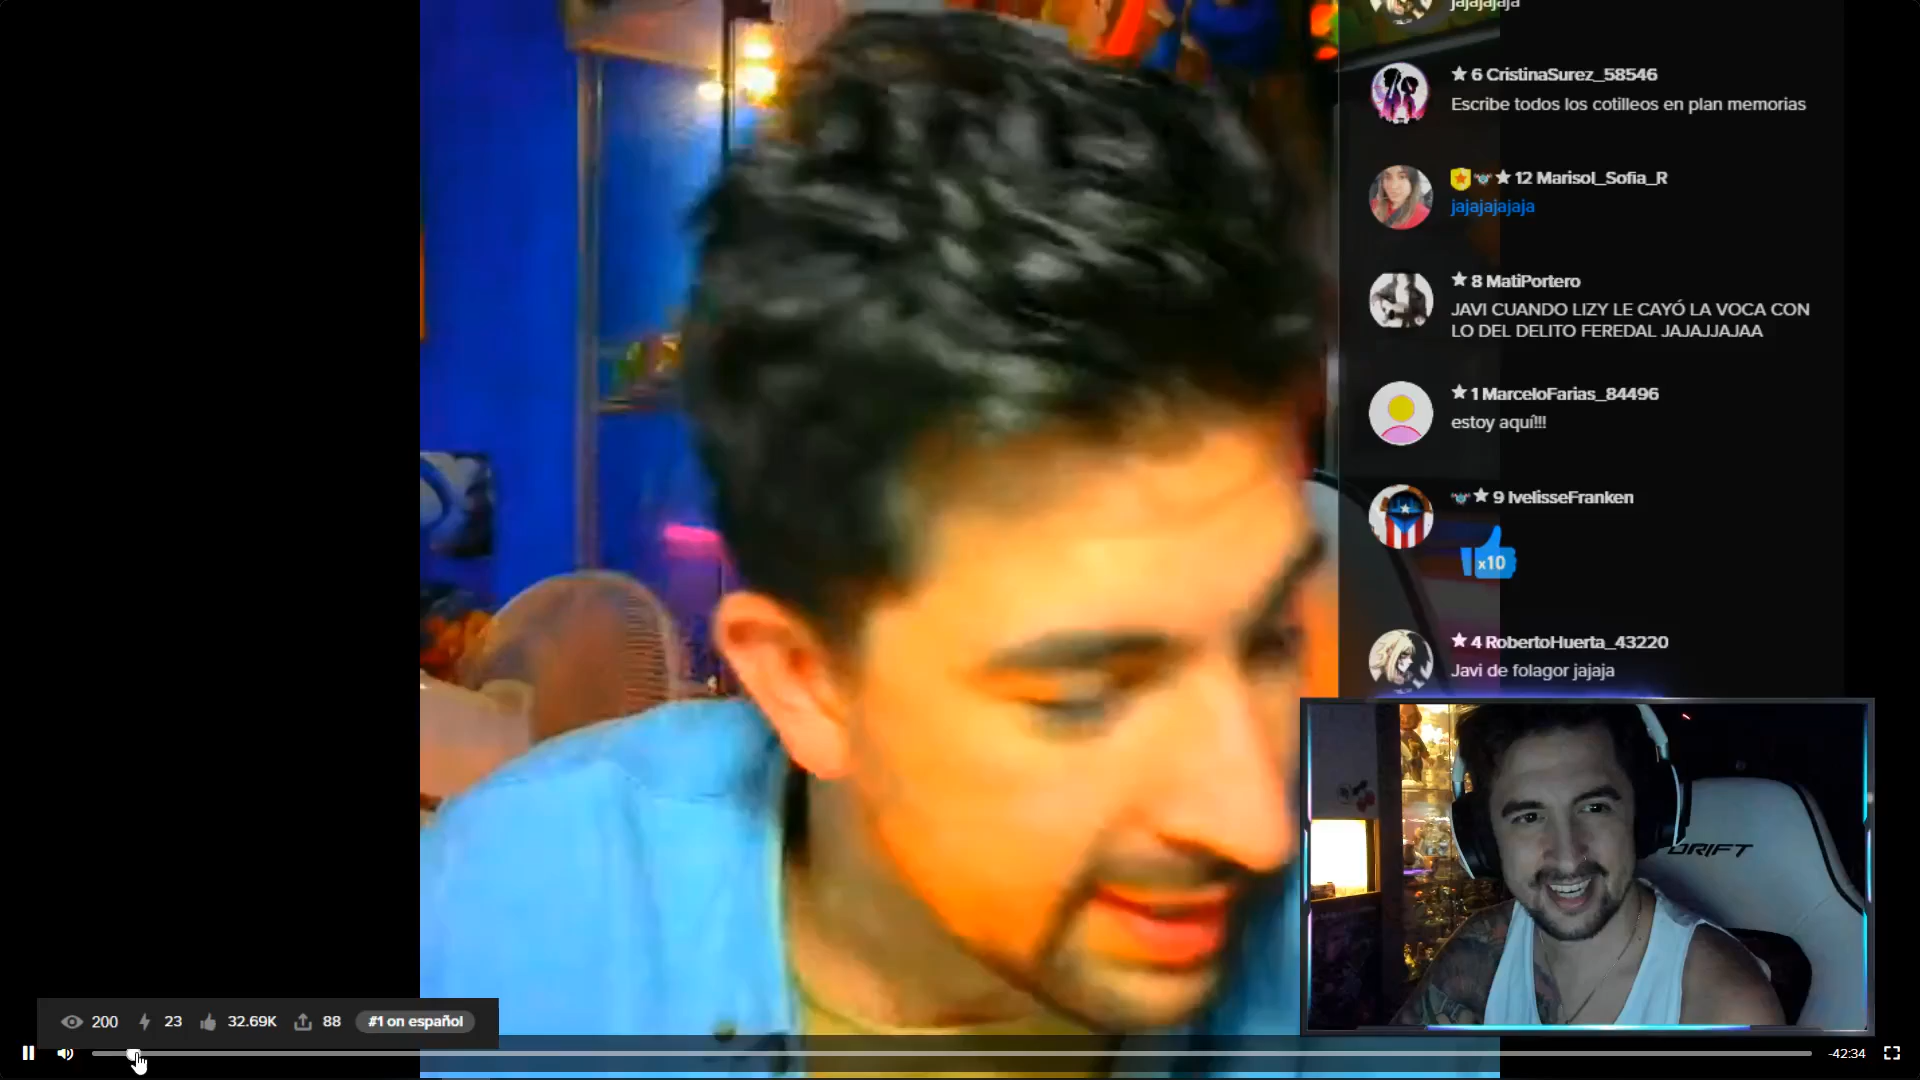 jajajajaja
6 CristinaSurez_58546
Escribe todos los cotilleos en plan memorias
12 Marisol_Sofia_R
jajajajajaja
8 MatiPortero
JAVI CUANDO LIZY LE CAYÓ LA VOCA CON
LO DEL DELITO FEREDAL JAJAJJAJAA
1 MarceloFarias_84496
estoy aquí!!!
9 IvelisseFranken
x10
4 RobertoHuerta_43220
Javi de folagor jajaja
DRIFT
200 23 32.69K 88 #1 on español
-42:34